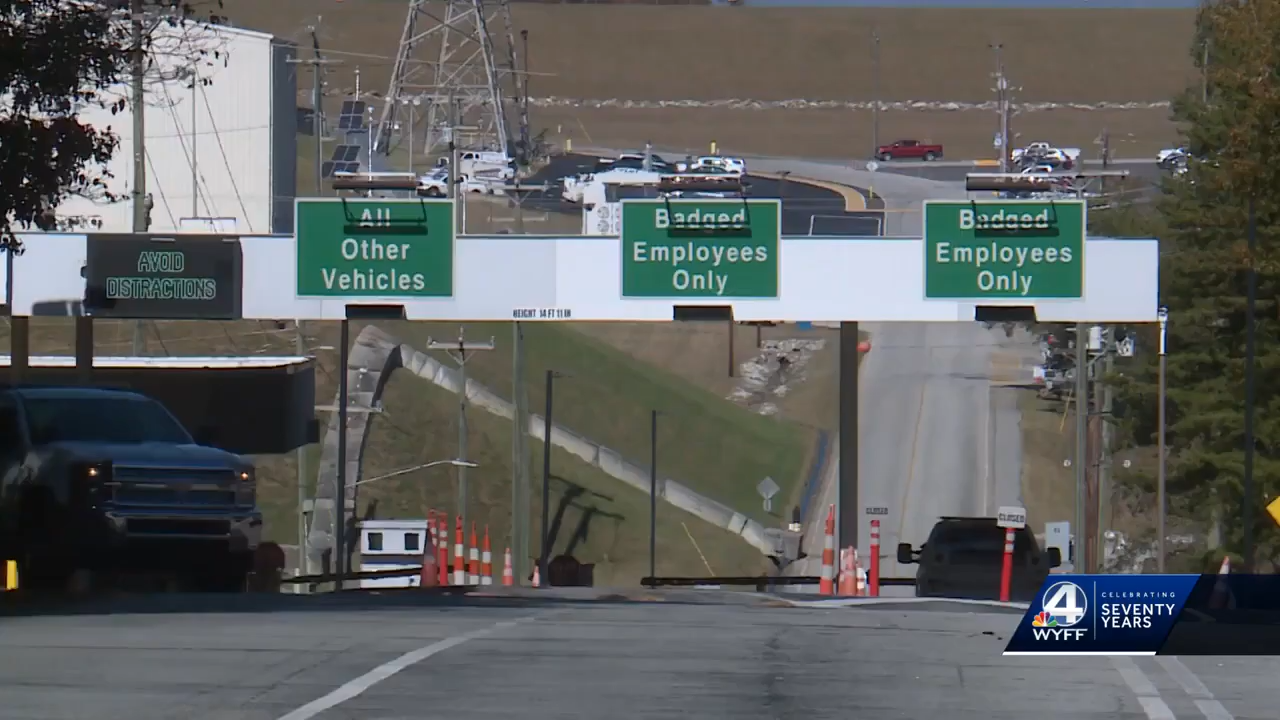 AVOID
DISTRACTIONS
All
Other
Vehicles
Badged
Employees
Only
Badged
Employees
Only
HEIGHT 14 FT 11 IN
CLOSED
CLOSED
4
WYFF
CELEBRATING
SEVENTY
YEARS